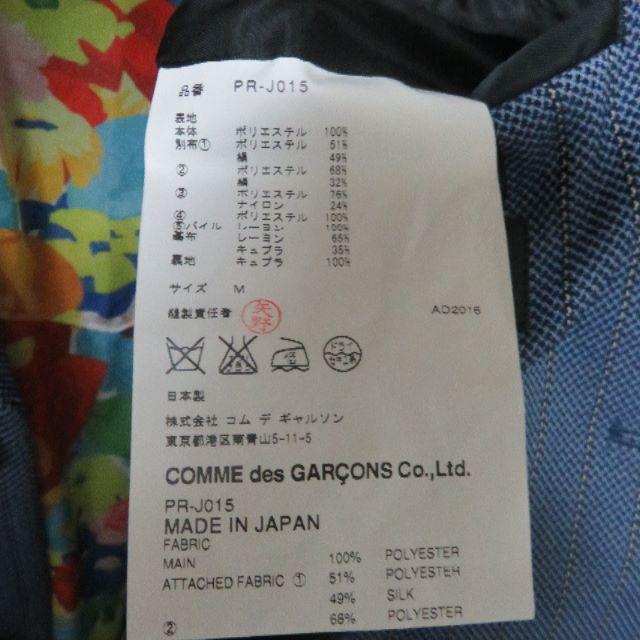 品番 PR-J015
表地
本体 ポリエステル 100%
別布① ポリエステル 51%
絹 49%
② ポリエステル 68%
絹 32%
③ ポリエステル 76%
ナイロン 24%
④ ポリエステル 100%
パイル レーヨン 100%
裏布 レーヨン 65%
キュプラ 35%
裏地 キュプラ 100%
サイズ M
縫製責任者 矢野 AD2016
日本製
株式会社 コム デ ギャルソン
東京都港区南青山5-11-5
COMME des GARÇONS Co.,Ltd.
PR-J015
MADE IN JAPAN
FABRIC
MAIN 100% POLYESTER
ATTACHED FABRIC ① 51% POLYESTER
49% SILK
② 68% POLYESTER